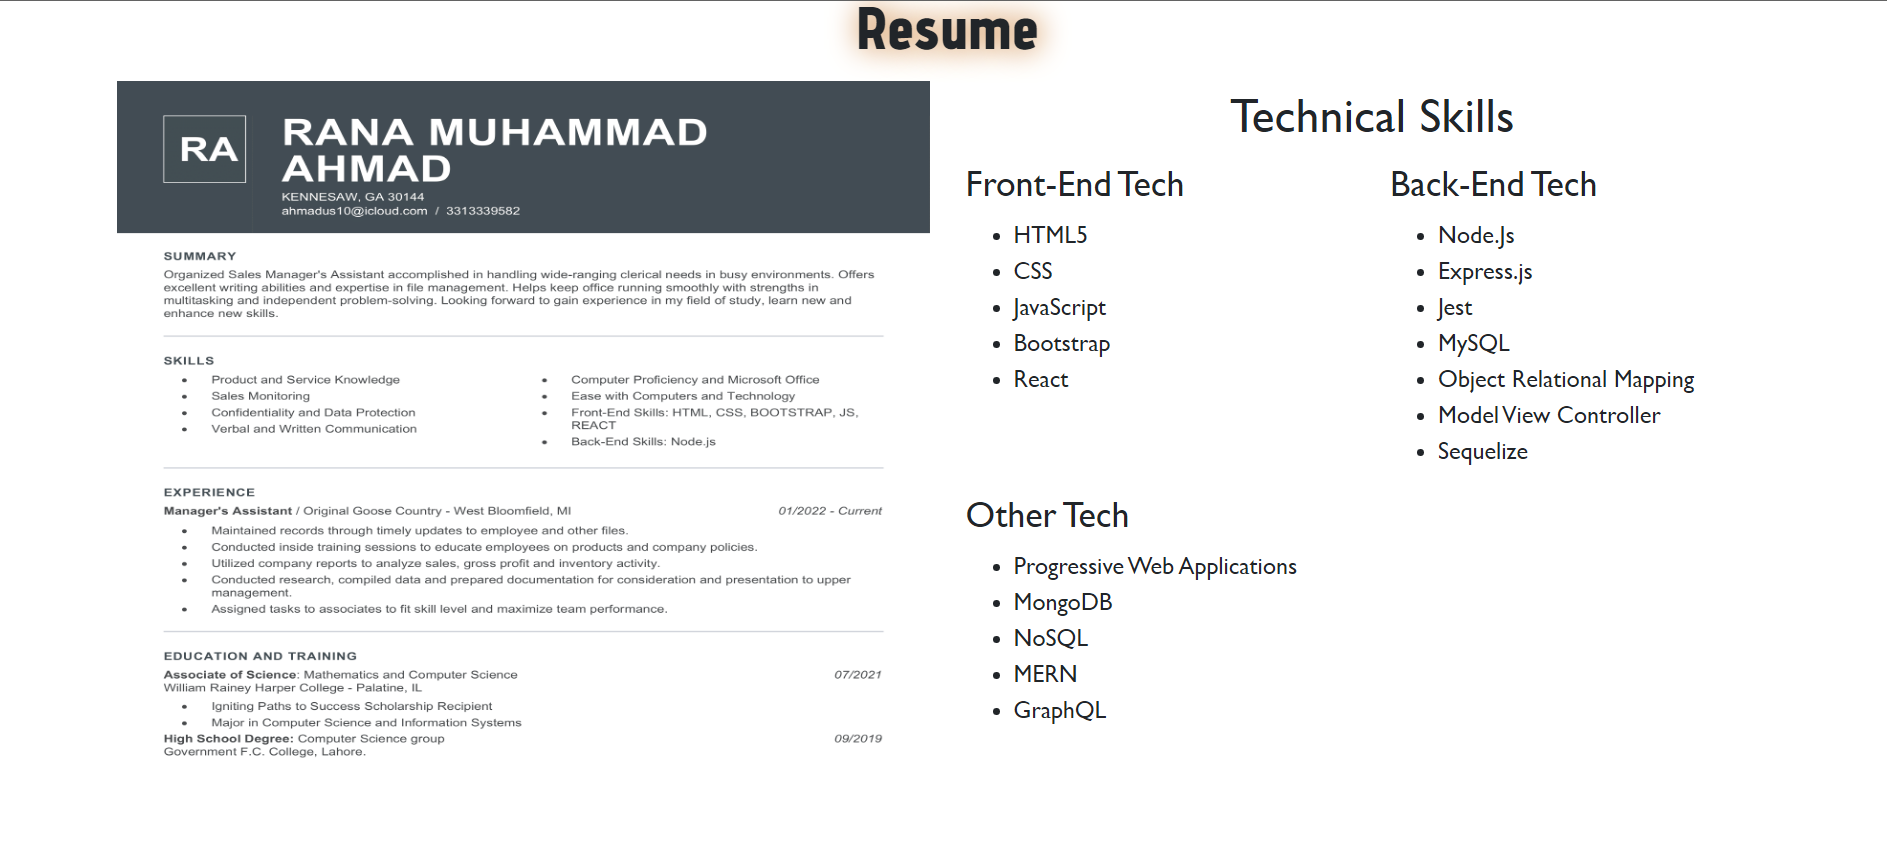 Resume
RA
RANA MUHAMMAD
AHMAD
KENNESAW, GA 30144
ahmadus10@icloud.com / 3313339582
SUMMARY
Organized Sales Manager's Assistant accomplished in handling wide-ranging clerical needs in busy environments. Offers
excellent writing abilities and expertise in file management. Helps keep office running smoothly with strengths in
multitasking and independent problem-solving. Looking forward to gain experience in my field of study, learn new and
enhance new skills.
SKILLS
• Product and Service Knowledge
• Sales Monitoring
• Confidentiality and Data Protection
• Verbal and Written Communication
• Computer Proficiency and Microsoft Office
• Ease with Computers and Technology
• Front-End Skills: HTML, CSS, BOOTSTRAP, JS,
REACT
• Back-End Skills: Node.js
EXPERIENCE
Manager's Assistant / Original Goose Country - West Bloomfield, MI 01/2022 - Current
• Maintained records through timely updates to employee and other files.
• Conducted inside training sessions to educate employees on products and company policies.
• Utilized company reports to analyze sales, gross profit and inventory activity.
• Conducted research, compiled data and prepared documentation for consideration and presentation to upper
management.
• Assigned tasks to associates to fit skill level and maximize team performance.
EDUCATION AND TRAINING
Associate of Science: Mathematics and Computer Science 07/2021
William Rainey Harper College - Palatine, IL
• Igniting Paths to Success Scholarship Recipient
• Major in Computer Science and Information Systems
High School Degree: Computer Science group 09/2019
Government F.C. College, Lahore.
Technical Skills
Front-End Tech
• HTML5
• CSS
• JavaScript
• Bootstrap
• React
Back-End Tech
• Node.Js
• Express.js
• Jest
• MySQL
• Object Relational Mapping
• Model View Controller
• Sequelize
Other Tech
• Progressive Web Applications
• MongoDB
• NoSQL
• MERN
• GraphQL